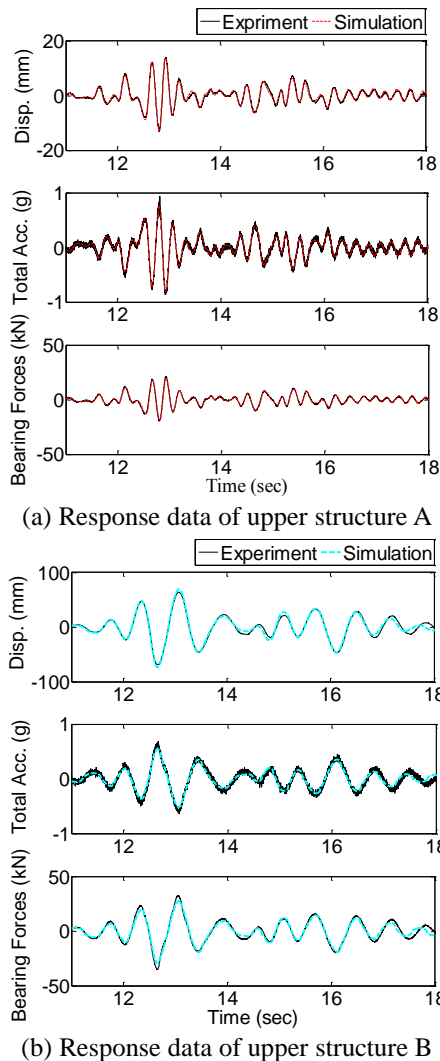 Expriment Simulation
20
0
-20
Disp. (mm)
12 14 16 18
1
0
-1
Total Acc. (g)
12 14 16 18
50
0
-50
Bearing Forces (kN)
12 14 16 18
Time (sec)
(a) Response data of upper structure A
Experiment Simulation
100
0
-100
Disp. (mm)
12 14 16 18
1
0
-1
Total Acc. (g)
12 14 16 18
50
0
-50
Bearing Forces (kN)
12 14 16 18
Time (sec)
(b) Response data of upper structure B